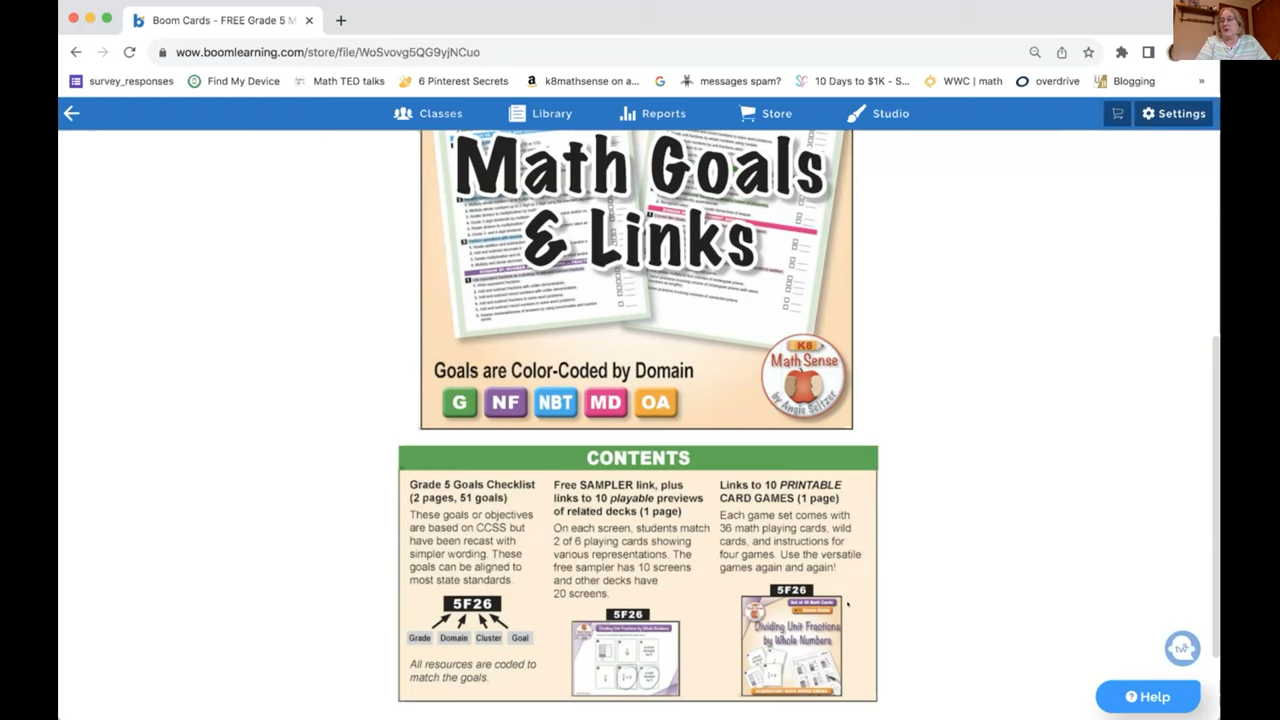 Boom Cards - FREE Grade 5 M
wow.boomlearning.com/store/file/WoSvovg5QG9yjNCuo
survey_responses
Find My Device
Math TED talks
6 Pinterest Secrets
k8mathsense on a...
messages spam?
10 Days to $1K - S...
WWC | math
overdrive
Blogging
»
Classes
Library
Reports
Store
Studio
Settings
Math Goals
& Links
Goals are Color-Coded by Domain
G NF NBT MD OA
K8
Math Sense
by Angie Seltzer
CONTENTS
Grade 5 Goals Checklist
(2 pages, 51 goals)
These goals or objectives
are based on CCSS but
have been recast with
simpler wording. These
goals can be aligned to
most state standards.
5F26
Grade Domain Cluster Goal
All resources are coded to
match the goals.
Free SAMPLER link, plus
links to 10 playable previews
of related decks (1 page)
On each screen, students match
2 of 6 playing cards showing
various representations. The
free sampler has 10 screens
and other decks have
20 screens.
5F26
Dividing Unit Fractions by Whole Numbers
Links to 10 PRINTABLE
CARD GAMES (1 page)
Each game set comes with
36 math playing cards, wild
cards, and instructions for
four games. Use the versatile
games again and again!
5F26
Dividing Unit Fractions
by Whole Numbers
Help